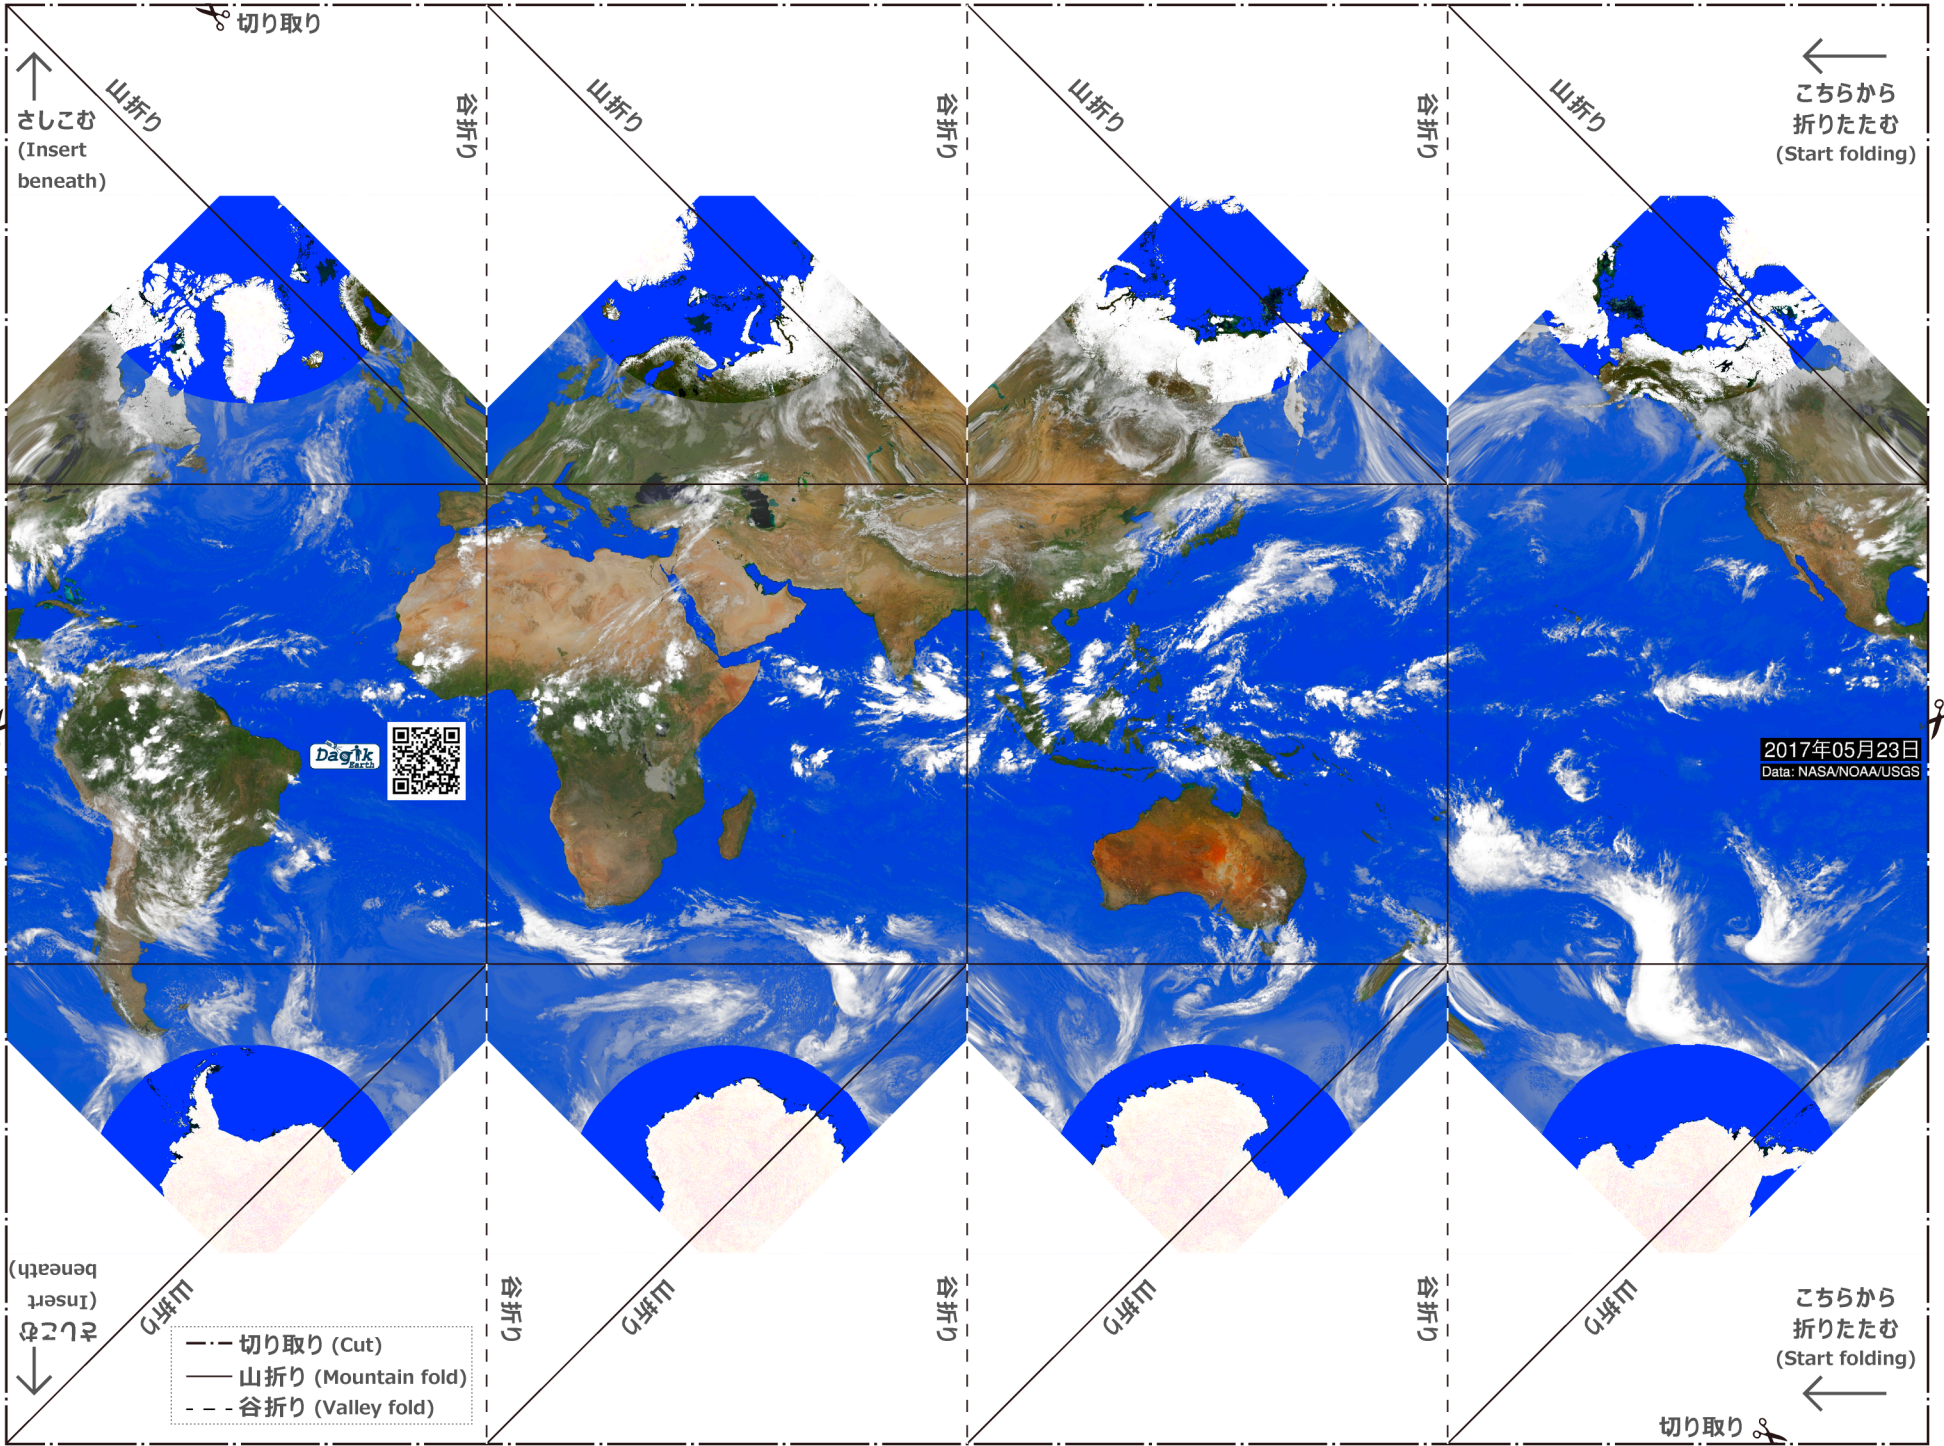 切り取り
山折り
谷折り
山折り
谷折り
山折り
谷折り
山折り
さしこむ
(Insert
beneath)
こちらから
折りたたむ
(Start folding)
Dagik
Earth
2017年05月23日
Data: NASA/NOAA/USGS
さしこむ
(Insert
beneath)
山折り
谷折り
山折り
谷折り
山折り
谷折り
山折り
こちらから
折りたたむ
(Start folding)
切り取り (Cut)
山折り (Mountain fold)
谷折り (Valley fold)
切り取り